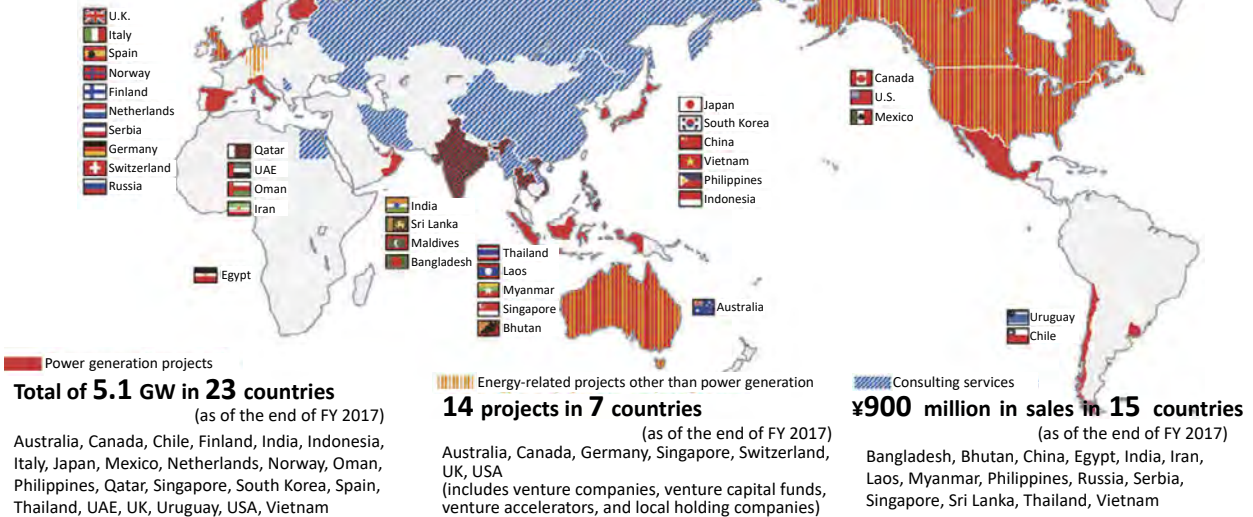 U.K.
Italy
Spain
Norway
Finland
Netherlands
Serbia
Germany
Switzerland
Russia
Qatar
UAE
Oman
Iran
Egypt
India
Sri Lanka
Maldives
Bangladesh
Thailand
Laos
Myanmar
Singapore
Bhutan
Japan
South Korea
China
Vietnam
Philippines
Indonesia
Australia
Canada
U.S.
Mexico
Uruguay
Chile
Power generation projects
Total of 5.1 GW in 23 countries
(as of the end of FY 2017)
Australia, Canada, Chile, Finland, India, Indonesia,
Italy, Japan, Mexico, Netherlands, Norway, Oman,
Philippines, Qatar, Singapore, South Korea, Spain,
Thailand, UAE, UK, Uruguay, USA, Vietnam
Energy-related projects other than power generation
14 projects in 7 countries
(as of the end of FY 2017)
Australia, Canada, Germany, Singapore, Switzerland,
UK, USA
(includes venture companies, venture capital funds,
venture accelerators, and local holding companies)
Consulting services
¥900 million in sales in 15 countries
(as of the end of FY 2017)
Bangladesh, Bhutan, China, Egypt, India, Iran,
Laos, Myanmar, Philippines, Russia, Serbia,
Singapore, Sri Lanka, Thailand, Vietnam